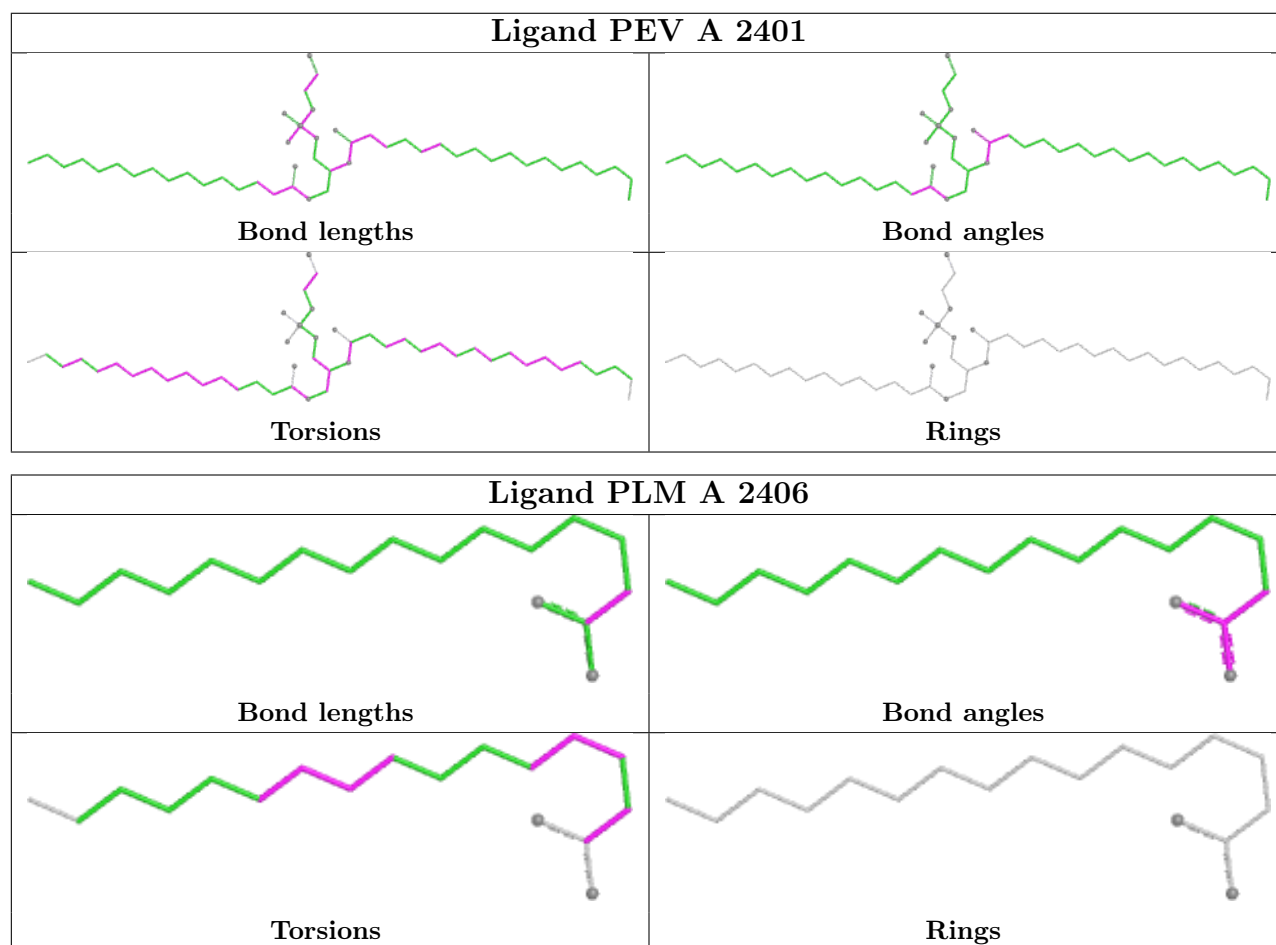 Ligand PEV A 2401
Bond lengths
Bond angles
Torsions
Rings
Ligand PLM A 2406
Bond lengths
Bond angles
Torsions
Rings